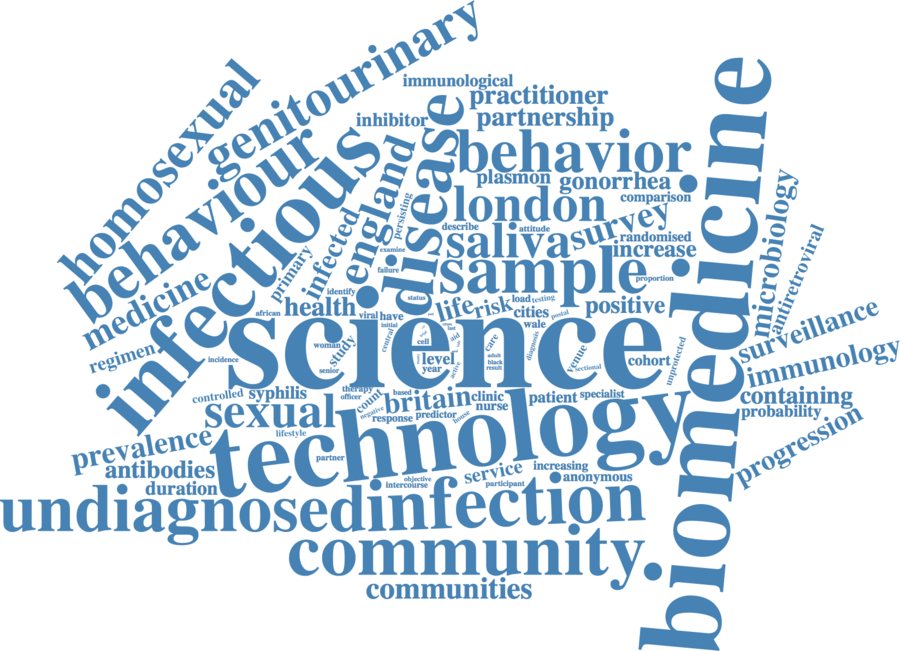 immunological
practitioner
genitourinary
homosexual
inhibitor
partnership
behaviour
infectious
disease
behavior
plasmon
gonorrhea
comparison
england
persisting
london
describe
attitude
survey
randomised
saliva
increase
examine
failure
sample
proportion
biomedicine
microbiology
antiretroviral
medicine
primary
infected
identify
status
health
african
viral
have
life
risk
load
testing
cities
postal
positive
wale
initial
central
science
surveillance
regimen
incidence
woman
study
senior
cell
last
aid
level
year
active
care
adult
black
result
diagnosis
venue
sectional
cohort
unprotected
immunology
controlled
syphilis
therapy
officer
based
count
negative
britain
clinic
nurse
patient
specialist
containing
probability
sexual
response
predictor
house
lifestyle
technology
prevalence
partner
progression
antibodies
service
increasing
anonymous
duration
objective
intercourse
participant
undiagnosed
infection
community
communities